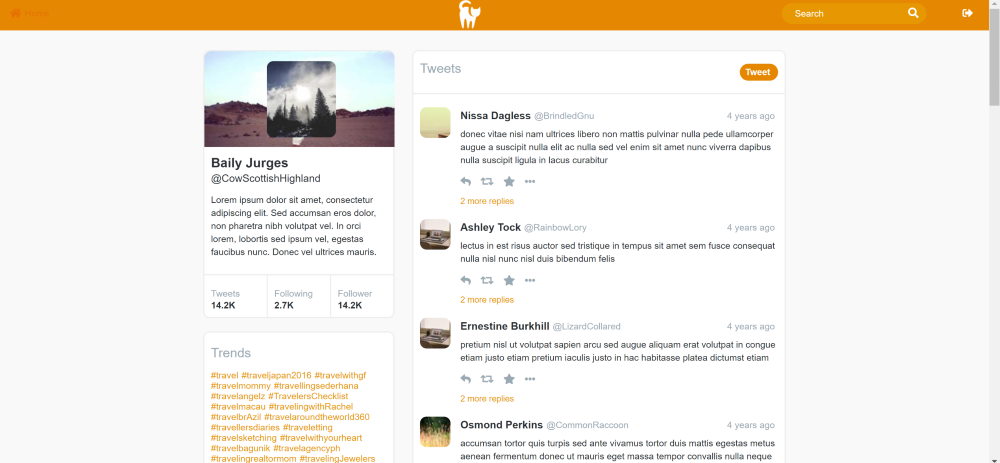 Home
Search
Baily Jurges
@CowScottishHighland
Lorem ipsum dolor sit amet, consectetur
adipiscing elit. Sed accumsan eros dolor,
non pharetra nibh volutpat vel. In orci
lorem, lobortis sed ipsum vel, egestas
faucibus nunc. Donec vel ultrices mauris.
Tweets Following Follower
14.2K 2.7K 14.2K
Trends
#travel #traveljapan2016 #travelwithgf
#travelmommy #travellingsederhana
#travelangelz #TravelersChecklist
#travelmacau #travelingwithRachel
#travelbrAzil #travelaroundtheworld360
#travellersdiaries #traveletting
#travelsketching #travelwithyourheart
#travelbagunik #travelagencyph
#travelingrealtormom #travelingJewelers
Tweets
Tweet
Nissa Dagless @BrindledGnu 4 years ago
donec vitae nisi nam ultrices libero non mattis pulvinar nulla pede ullamcorper
augue a suscipit nulla elit ac nulla sed vel enim sit amet nunc viverra dapibus
nulla suscipit ligula in lacus curabitur
2 more replies
Ashley Tock @RainbowLory 4 years ago
lectus in est risus auctor sed tristique in tempus sit amet sem fusce consequat
nulla nisl nunc nisl duis bibendum felis
2 more replies
Ernestine Burkhill @LizardCollared 4 years ago
pretium nisl ut volutpat sapien arcu sed augue aliquam erat volutpat in congue
etiam justo etiam pretium iaculis justo in hac habitasse platea dictumst etiam
2 more replies
Osmond Perkins @CommonRaccoon 4 years ago
accumsan tortor quis turpis sed ante vivamus tortor duis mattis egestas metus
aenean fermentum donec ut mauris eget massa tempor convallis nulla neque